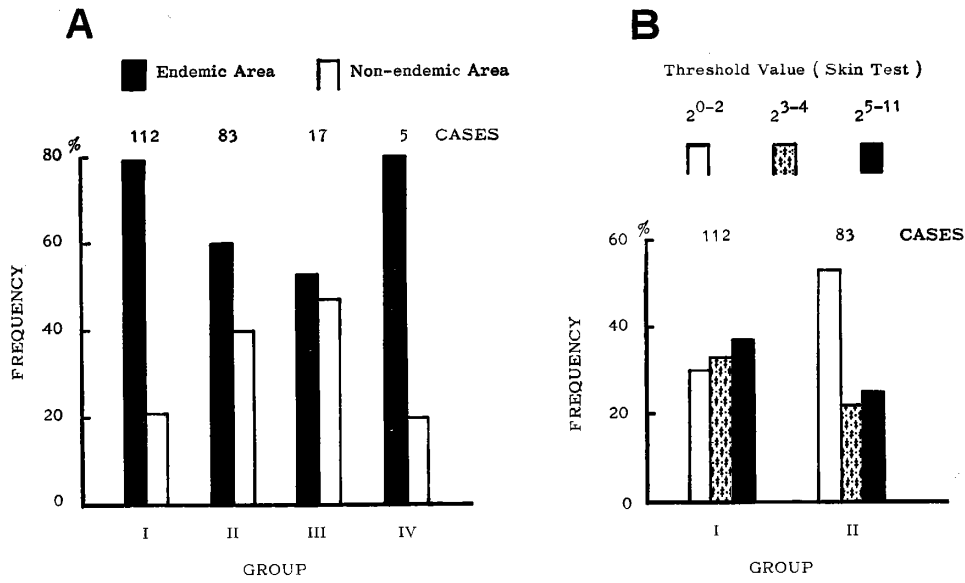 A
Endemic Area Non-endemic Area
% 112 83 17 5 CASES
80
60
40
20
0
FREQUENCY
I II III IV
GROUP
B
Threshold Value ( Skin Test )
2^0-2 2^3-4 2^5-11
% 112 83 CASES
60
40
20
0
FREQUENCY
I II
GROUP